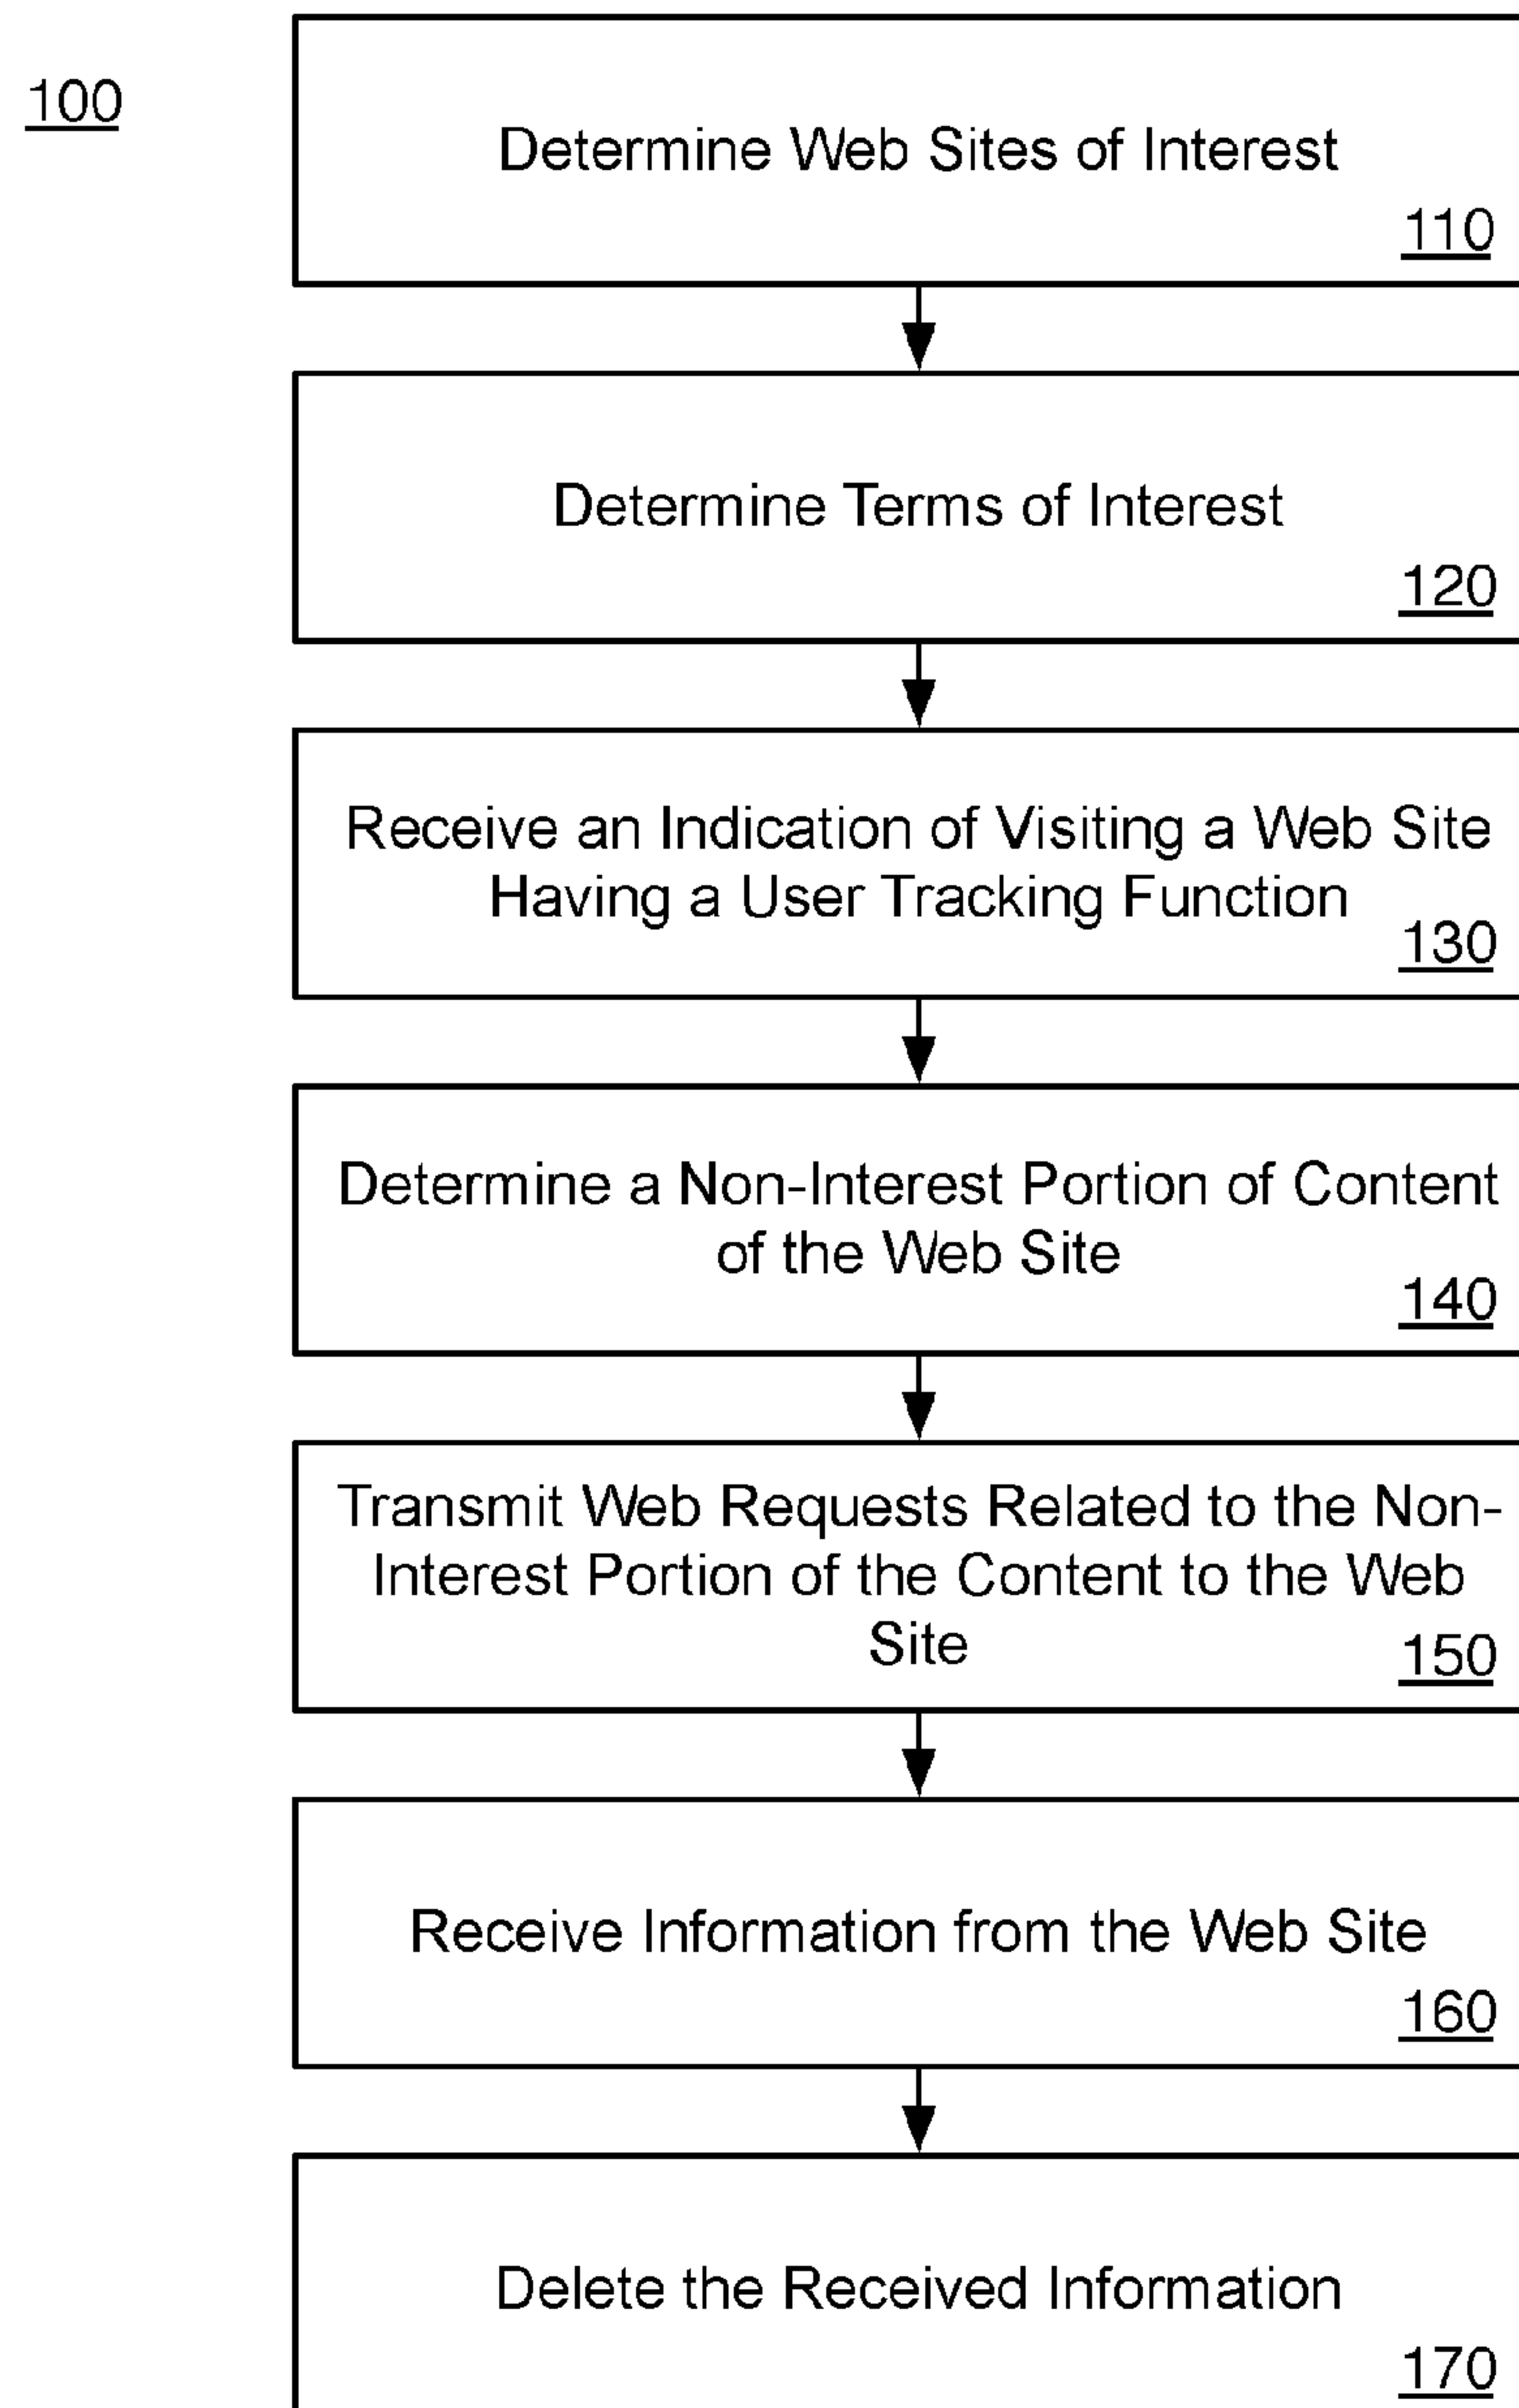 100
Determine Web Sites of Interest
110
Determine Terms of Interest
120
Receive an Indication of Visiting a Web Site
Having a User Tracking Function
130
Determine a Non-Interest Portion of Content
of the Web Site
140
Transmit Web Requests Related to the Non-
Interest Portion of the Content to the Web
Site
150
Receive Information from the Web Site
160
Delete the Received Information
170